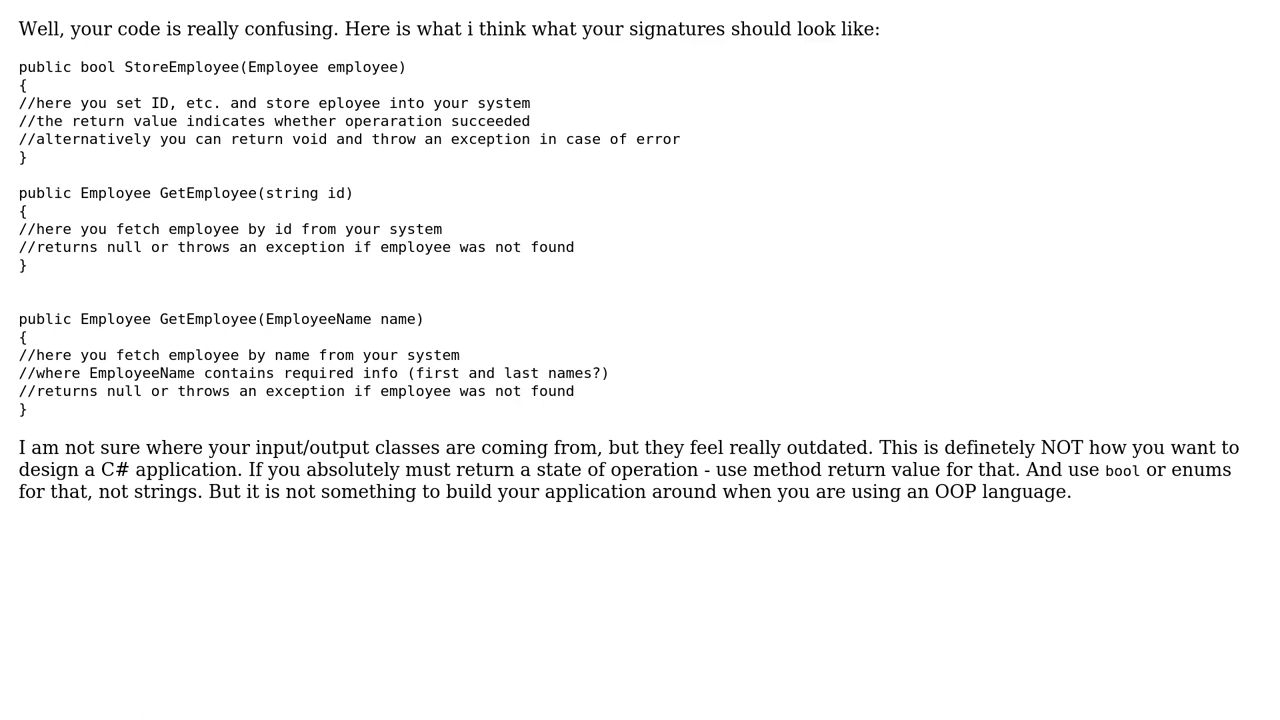 Well, your code is really confusing. Here is what i think what your signatures should look like:
public bool StoreEmployee(Employee employee)
{
//here you set ID, etc. and store eployee into your system
//the return value indicates whether operaration succeeded
//alternatively you can return void and throw an exception in case of error
}
public Employee GetEmployee(string id)
{
//here you fetch employee by id from your system
//returns null or throws an exception if employee was not found
}
public Employee GetEmployee(EmployeeName name)
{
//here you fetch employee by name from your system
//where EmployeeName contains required info (first and last names?)
//returns null or throws an exception if employee was not found
}
I am not sure where your input/output classes are coming from, but they feel really outdated. This is definetely NOT how you want to
design a C# application. If you absolutely must return a state of operation - use method return value for that. And use bool or enums
for that, not strings. But it is not something to build your application around when you are using an OOP language.